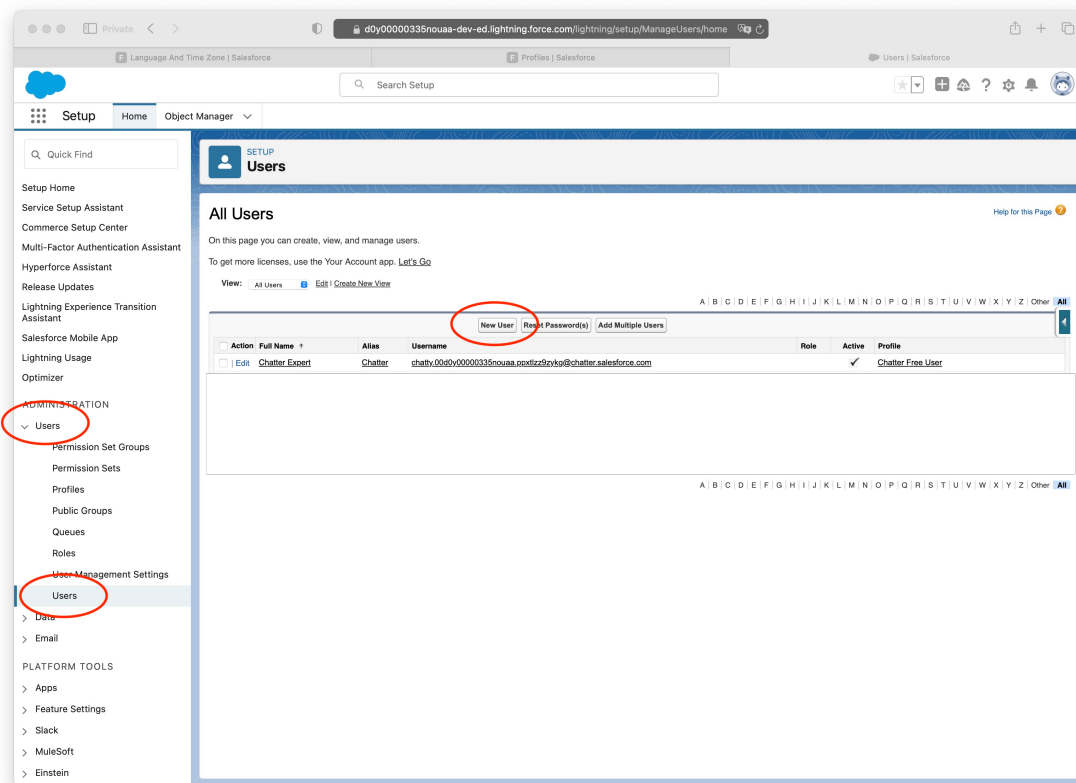 Private
d0y00000335nouaa-dev-ed.lightning.force.com/lightning/setup/ManageUsers/home
Language And Time Zone | Salesforce
Profiles | Salesforce
Users | Salesforce
Search Setup
Setup
Home
Object Manager
Quick Find
Setup Home
Service Setup Assistant
Commerce Setup Center
Multi-Factor Authentication Assistant
Hyperforce Assistant
Release Updates
Lightning Experience Transition
Assistant
Salesforce Mobile App
Lightning Usage
Optimizer
ADMINISTRATION
Users
Permission Set Groups
Permission Sets
Profiles
Public Groups
Queues
Roles
User Management Settings
Users
Data
Email
PLATFORM TOOLS
Apps
Feature Settings
Slack
MuleSoft
Einstein
SETUP
Users
All Users
Help for this Page
On this page you can create, view, and manage users.
To get more licenses, use the Your Account app. Let's Go
View: All Users Edit | Create New View
A | B | C | D | E | F | G | H | I | J | K | L | M | N | O | P | Q | R | S | T | U | V | W | X | Y | Z | Other All
New User Reset Password(s) Add Multiple Users
Action Full Name ↑ Alias Username Role Active Profile
| Edit Chatter Expert Chatter chatty.00d0y00000335nouaa.ppxtlzz9zykg@chatter.salesforce.com ✓ Chatter Free User
A | B | C | D | E | F | G | H | I | J | K | L | M | N | O | P | Q | R | S | T | U | V | W | X | Y | Z | Other All